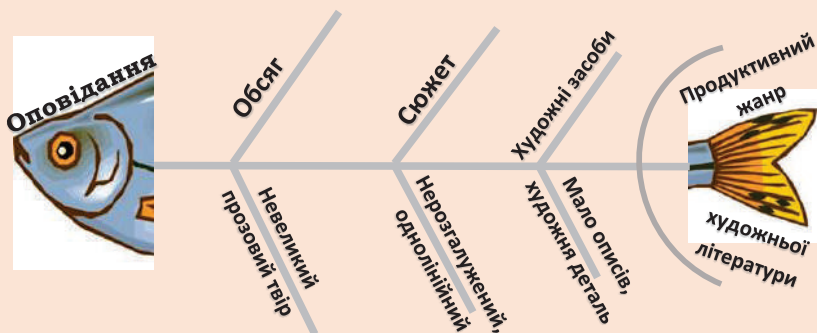 Оповідання
Обсяг
Невеликий
прозовий твір
Сюжет
Нерозгалужений,
однолінійний
Художні засоби
Мало описів,
художня деталь
Продуктивний
жанр
художньої
літератури